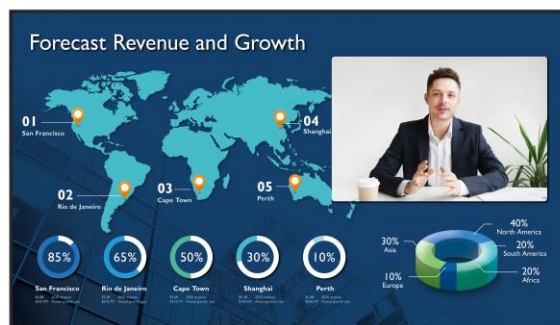 Forecast Revenue and Growth
01
San Francisco
02
Rio de Janeiro
03
Cape Town
04
Shanghai
05
Perth
85%
65%
50%
30%
10%
San Francisco
Rio de Janeiro
Cape Town
Shanghai
Perth
40%
North America
30%
Asia
20%
South America
10%
Europe
20%
Africa